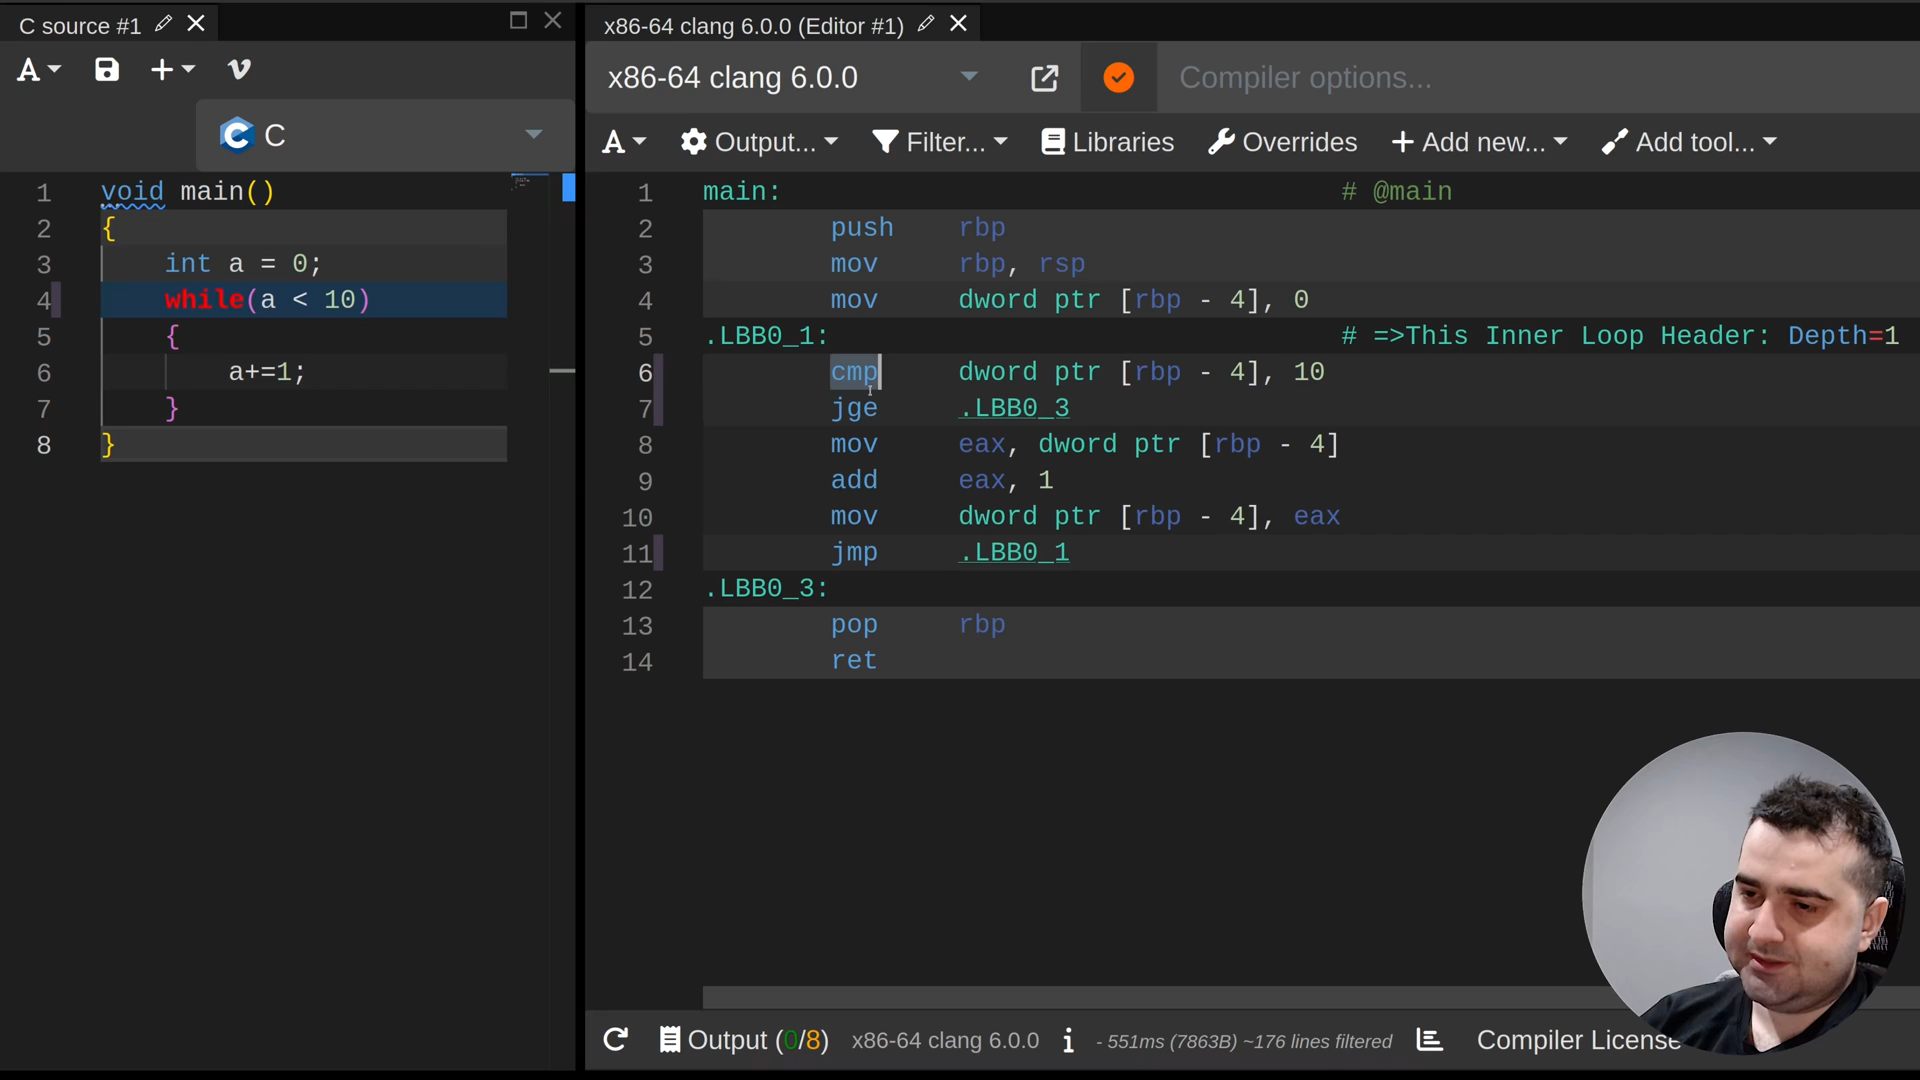 C source #1
x86-64 clang 6.0.0 (Editor #1)
A
x86-64 clang 6.0.0
Compiler options...
C
A Output... Filter... Libraries Overrides + Add new... Add tool...
1 void main()
2 {
3 int a = 0;
4 while(a < 10)
5 {
6 a+=1;
7 }
8 }
1 main: # @main
2 push rbp
3 mov rbp, rsp
4 mov dword ptr [rbp - 4], 0
5 .LBB0_1: # =>This Inner Loop Header: Depth=1
6 cmp dword ptr [rbp - 4], 10
7 jge .LBB0_3
8 mov eax, dword ptr [rbp - 4]
9 add eax, 1
10 mov dword ptr [rbp - 4], eax
11 jmp .LBB0_1
12 .LBB0_3:
13 pop rbp
14 ret
Output (0/8) x86-64 clang 6.0.0 i - 551ms (7863B) ~176 lines filtered Compiler License